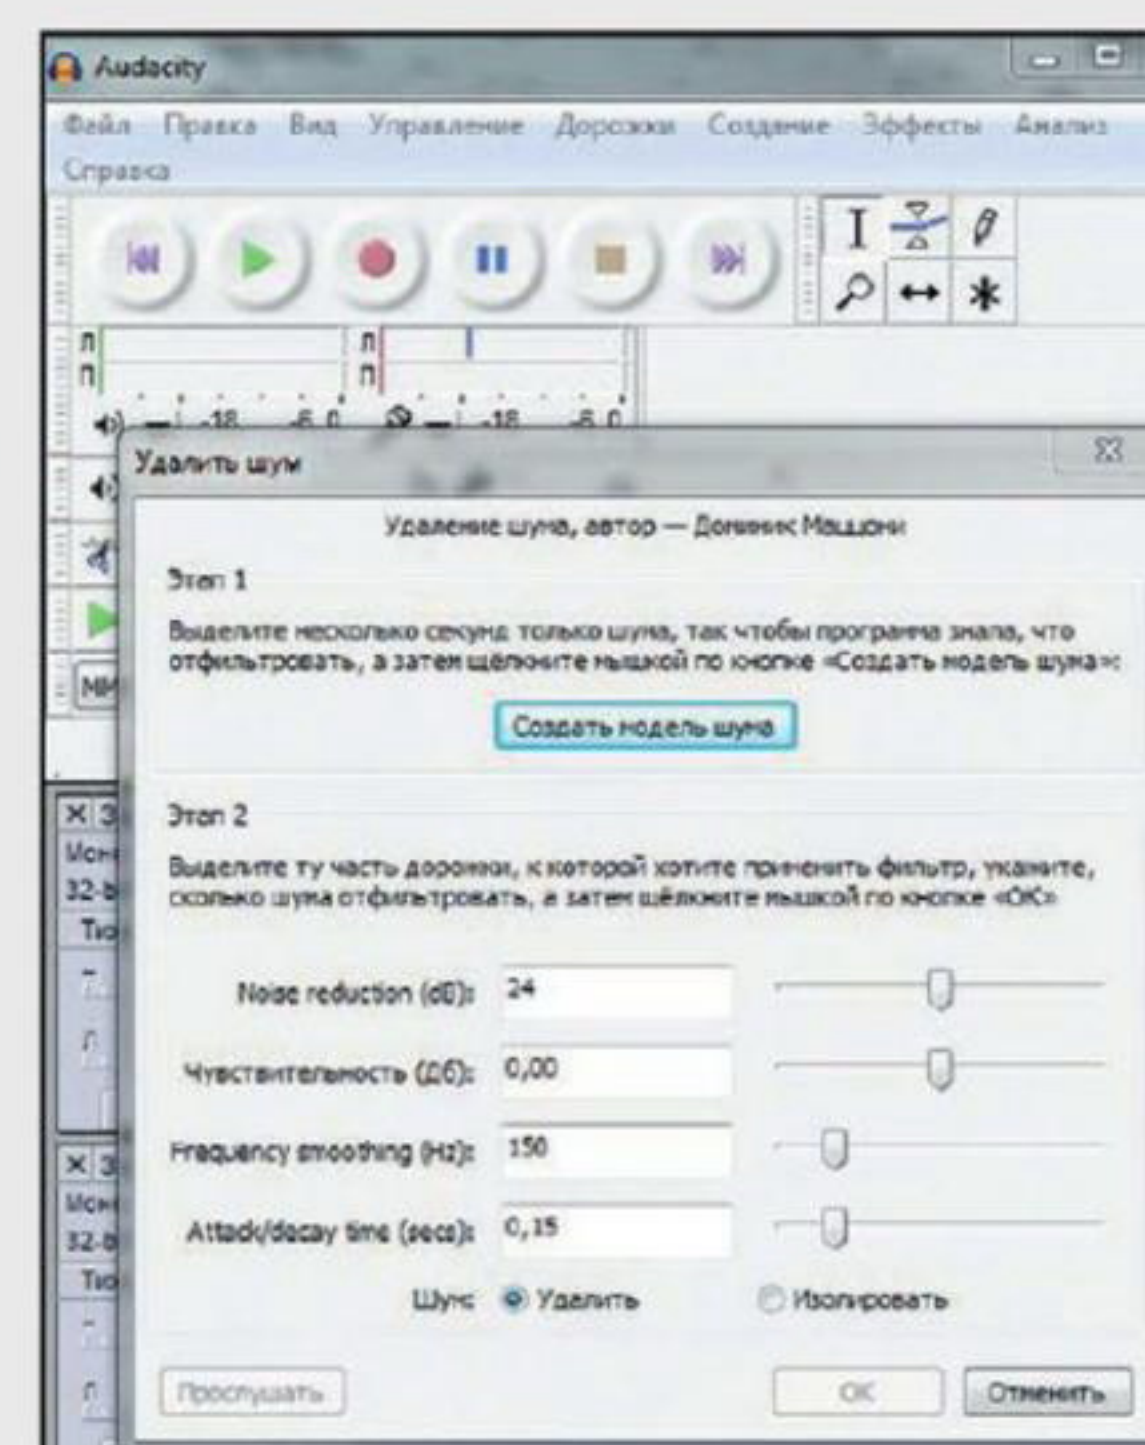 Audacity
Файл Правка Вид Управление Дорожки Создание Эффекты Анализ
Справка
Л Л
П П
-18 -6 0 -18 -6 0
Удалить шум
Удаление шума, автор — Доминик Маццони
Этап 1
Выделите несколько секунд только шума, так чтобы программа знала, что
отфильтровать, а затем щёлкните мышкой по кнопке «Создать модель шума»:
MM
Создать модель шума
Этап 2
Выделите ту часть дорожки, к которой хотите применить фильтр, укажите,
сколько шума отфильтровать, а затем щёлкните мышкой по кнопке «ОК»
Noise reduction (dB): 24
Чувствительность (Дб): 0,00
Frequency smoothing (Hz): 150
Attack/decay time (secs): 0,15
Шум: Удалить Изолировать
Прослушать ОК Отменить